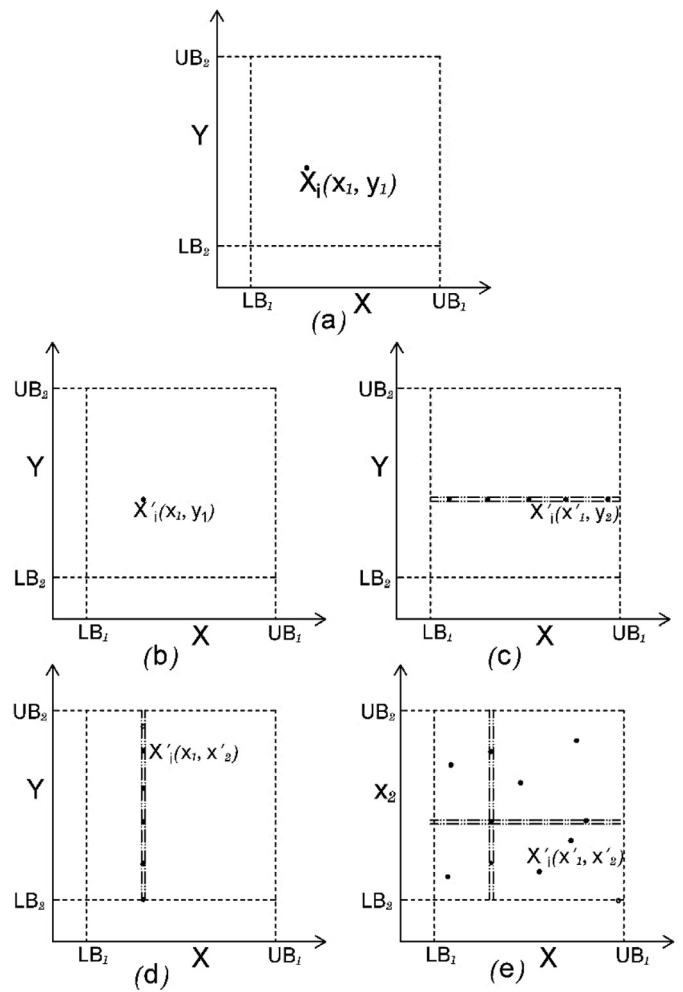 UB₂
Y
Ẋᵢ(x₁, y₁)
LB₂
LB₁ X UB₁
(a)
UB₂ UB₂
Y Y
X′ᵢ(x₁, y₁) X′ᵢ(x′₁, y₂)
LB₂ LB₂
LB₁ X UB₁ LB₁ X UB₁
(b) (c)
UB₂ UB₂
X′ᵢ(x₁, x′₂)
Y x₂
X′ᵢ(x′₁, x′₂)
LB₂ LB₂
LB₁ X UB₁ LB₁ X UB₁
(d) (e)